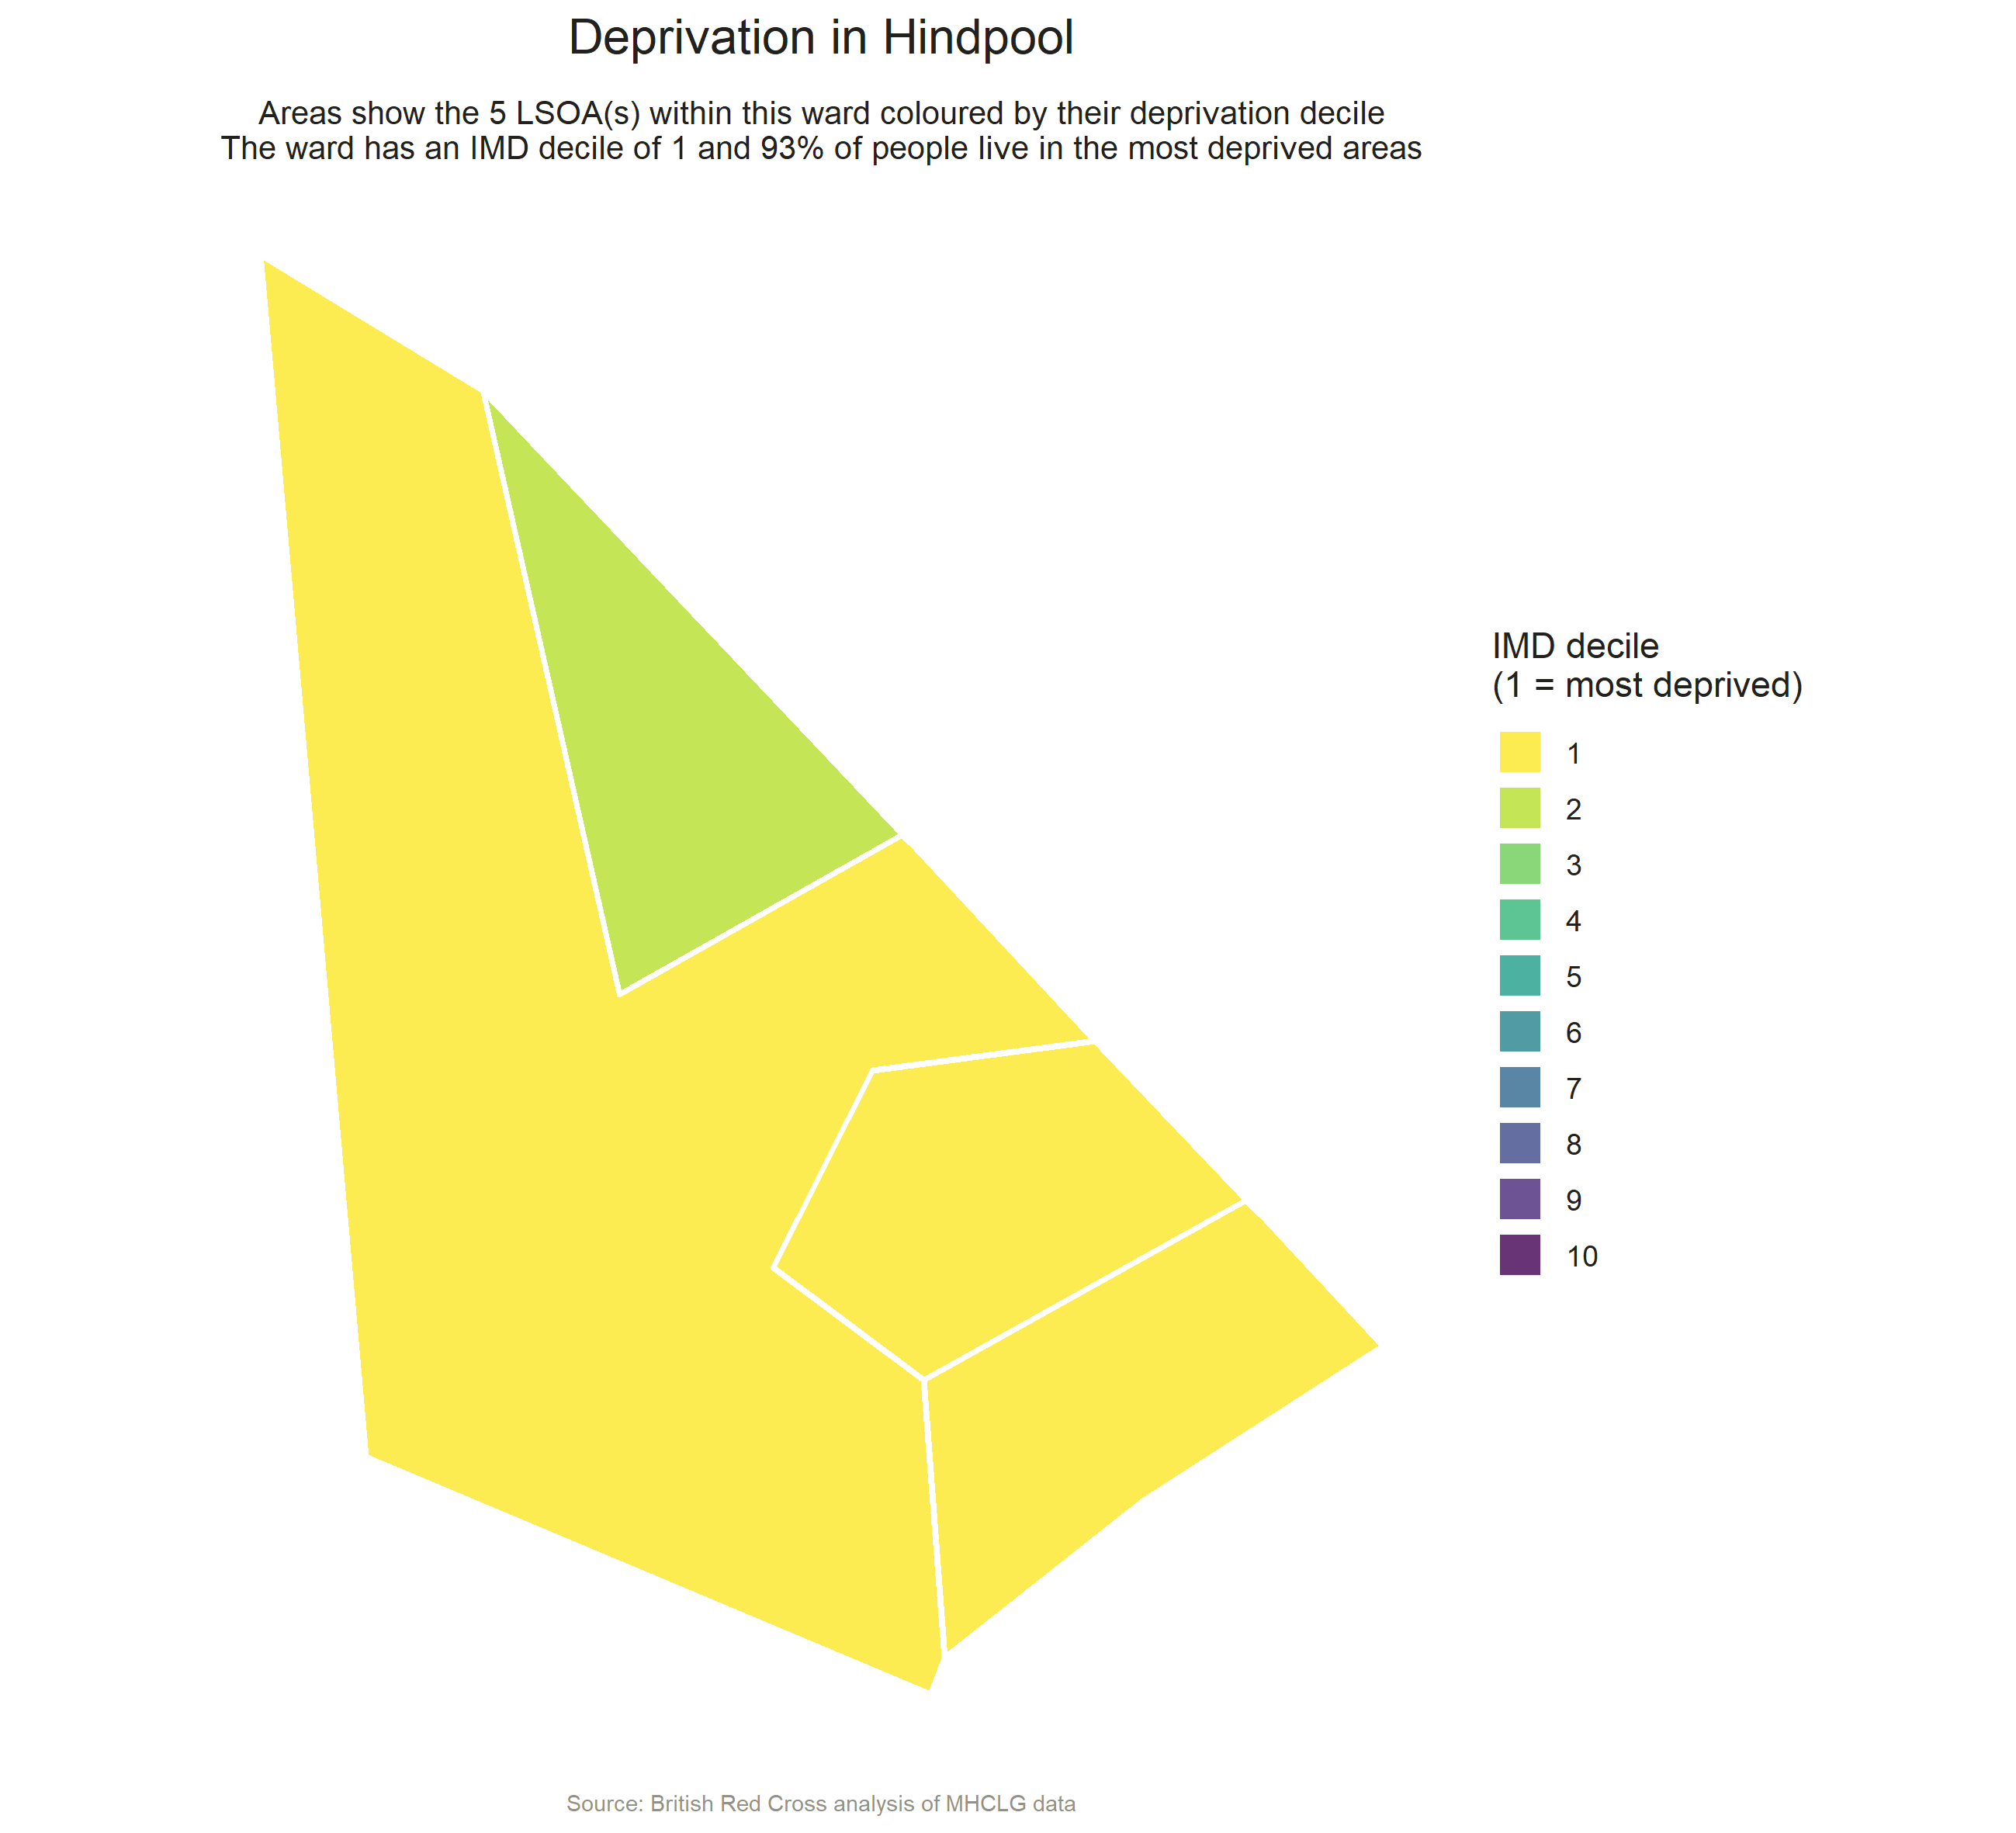 Deprivation in Hindpool
Areas show the 5 LSOA(s) within this ward coloured by their deprivation decile
The ward has an IMD decile of 1 and 93% of people live in the most deprived areas
IMD decile
(1 = most deprived)
1
2
3
4
5
6
7
8
9
10
Source: British Red Cross analysis of MHCLG data